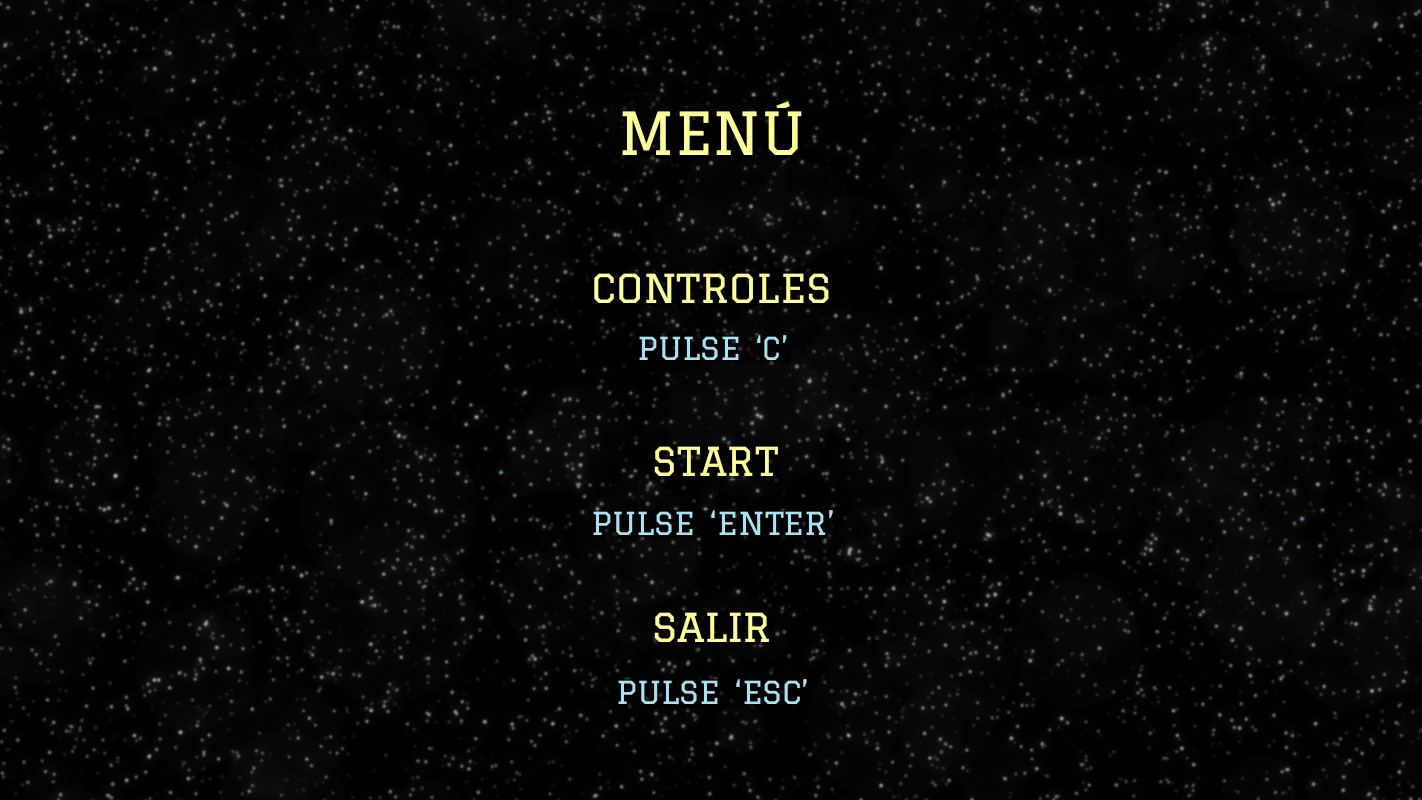 MENÚ
CONTROLES
PULSE ‘C’
START
PULSE ‘ENTER’
SALIR
PULSE ‘ESC’